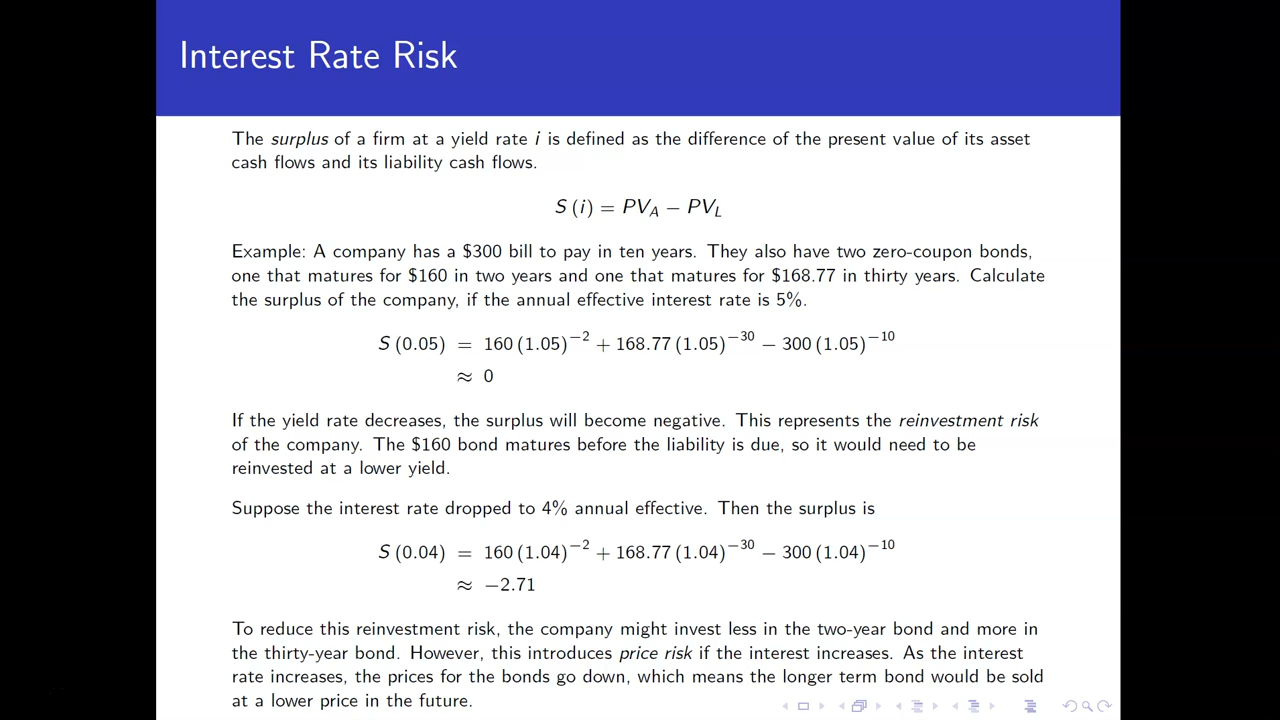 Interest Rate Risk
The surplus of a firm at a yield rate i is defined as the difference of the present value of its asset
cash flows and its liability cash flows.
S (i) = PV_A − PV_L
Example: A company has a $300 bill to pay in ten years. They also have two zero-coupon bonds,
one that matures for $160 in two years and one that matures for $168.77 in thirty years. Calculate
the surplus of the company, if the annual effective interest rate is 5%.
S (0.05) = 160 (1.05)^−2 + 168.77 (1.05)^−30 − 300 (1.05)^−10
≈ 0
If the yield rate decreases, the surplus will become negative. This represents the reinvestment risk
of the company. The $160 bond matures before the liability is due, so it would need to be
reinvested at a lower yield.
Suppose the interest rate dropped to 4% annual effective. Then the surplus is
S (0.04) = 160 (1.04)^−2 + 168.77 (1.04)^−30 − 300 (1.04)^−10
≈ −2.71
To reduce this reinvestment risk, the company might invest less in the two-year bond and more in
the thirty-year bond. However, this introduces price risk if the interest increases. As the interest
rate increases, the prices for the bonds go down, which means the longer term bond would be sold
at a lower price in the future.